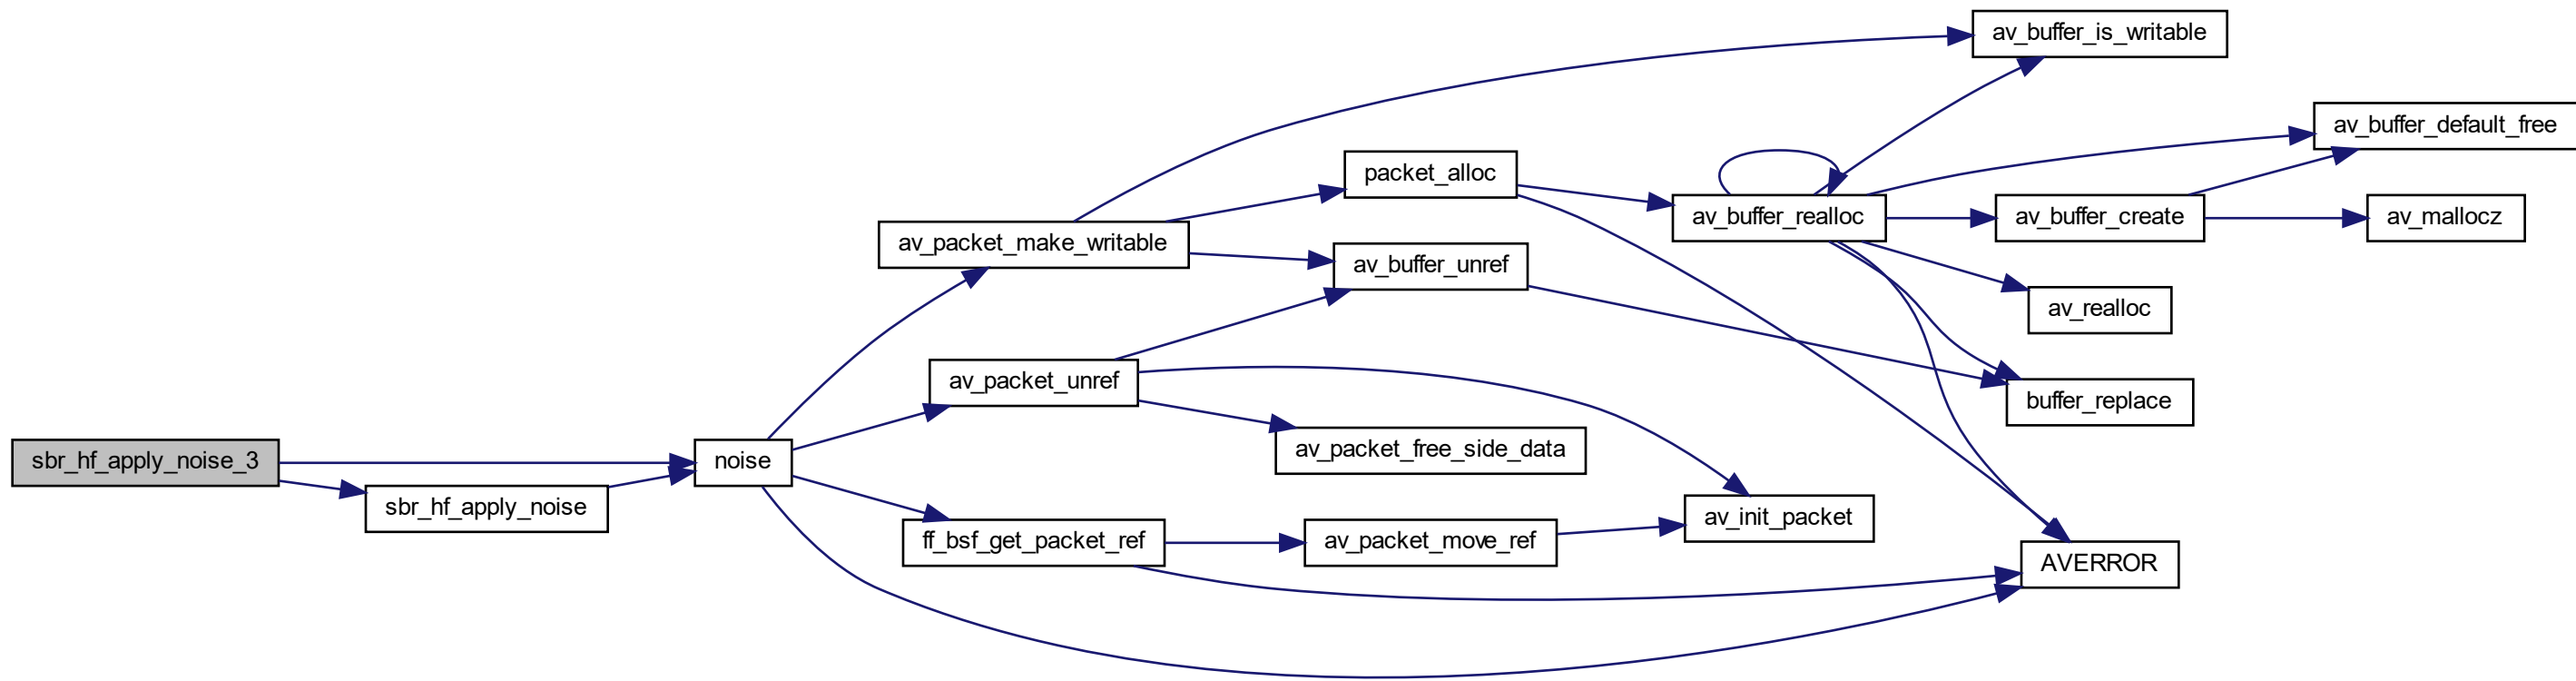 av_buffer_is_writable
av_buffer_default_free
packet_alloc
av_buffer_realloc
av_buffer_create
av_mallocz
av_packet_make_writable
av_buffer_unref
av_realloc
av_packet_unref
buffer_replace
av_packet_free_side_data
sbr_hf_apply_noise_3
noise
sbr_hf_apply_noise
av_init_packet
ff_bsf_get_packet_ref
av_packet_move_ref
AVERROR